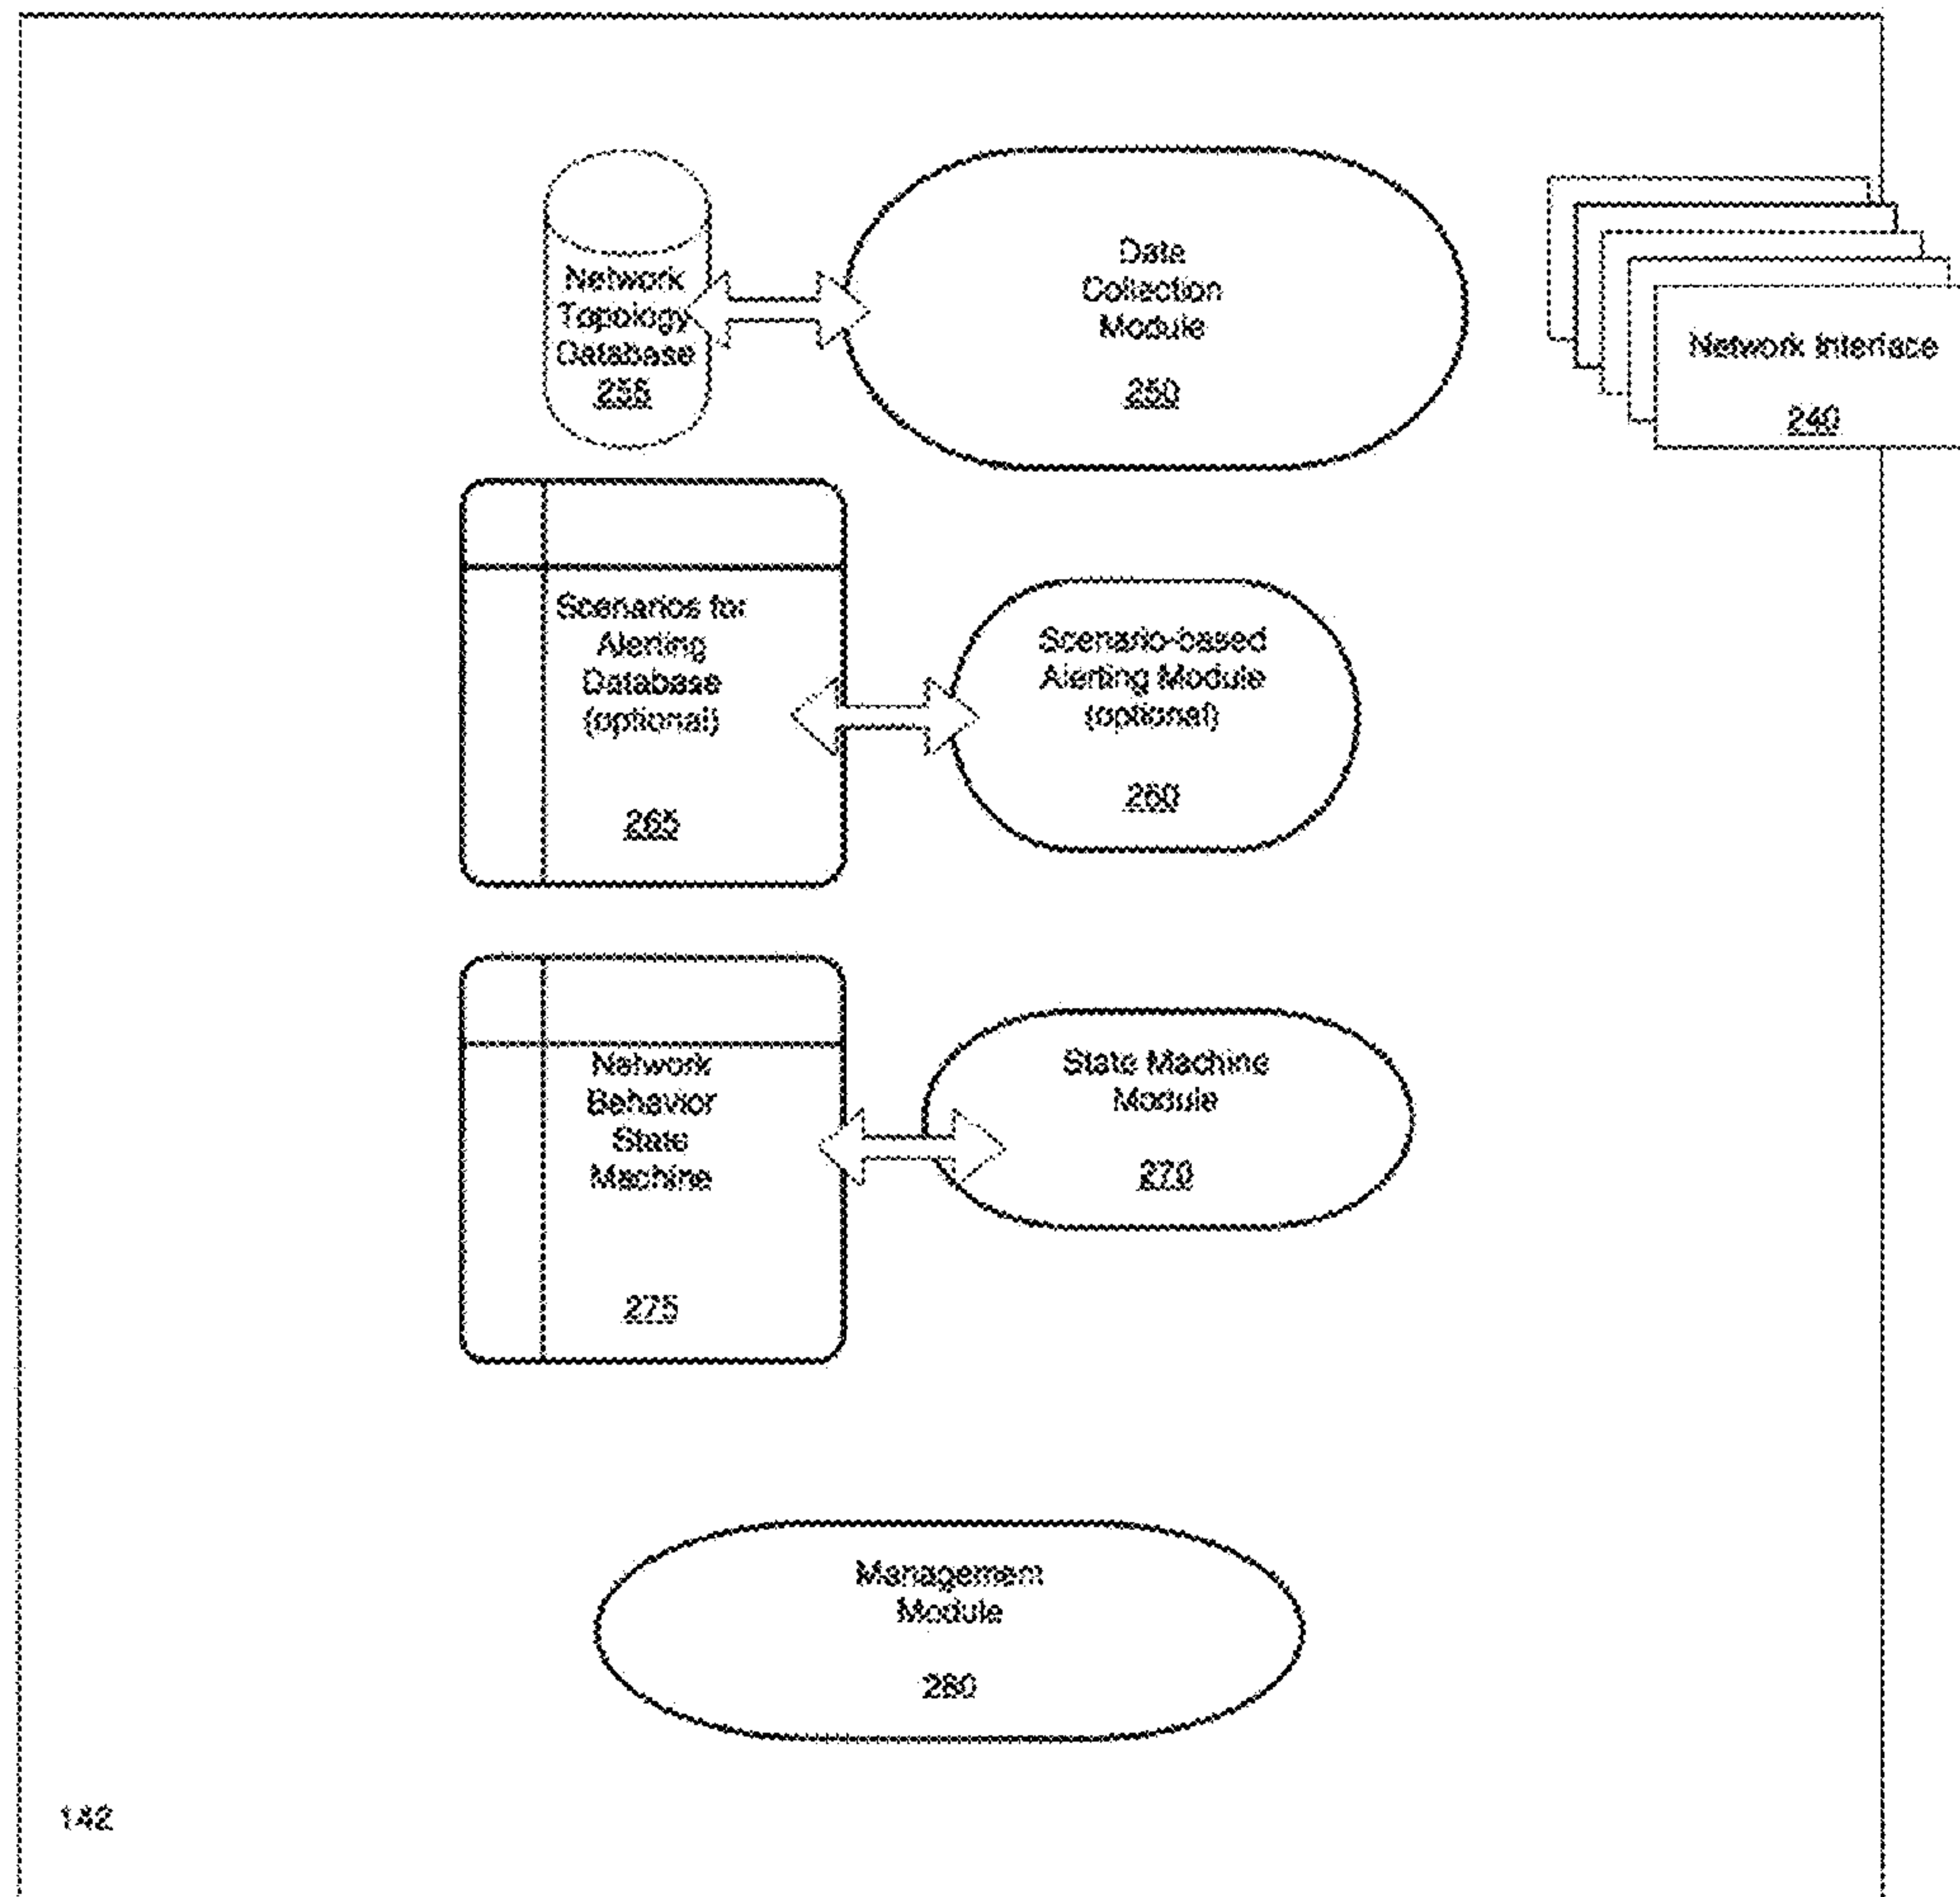 Network
Topology
Database
255
Date
Collection
Module
250
Network Interface
240
Scenarios for
Alerting
Database
(optional)
265
Scenario-based
Alerting Module
(optional)
260
Network
Behavior
State
Machine
275
State Machine
Module
270
Management
Module
280
142